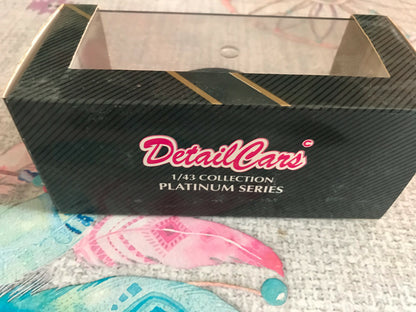 DetailCars
1/43 COLLECTION
PLATINUM SERIES